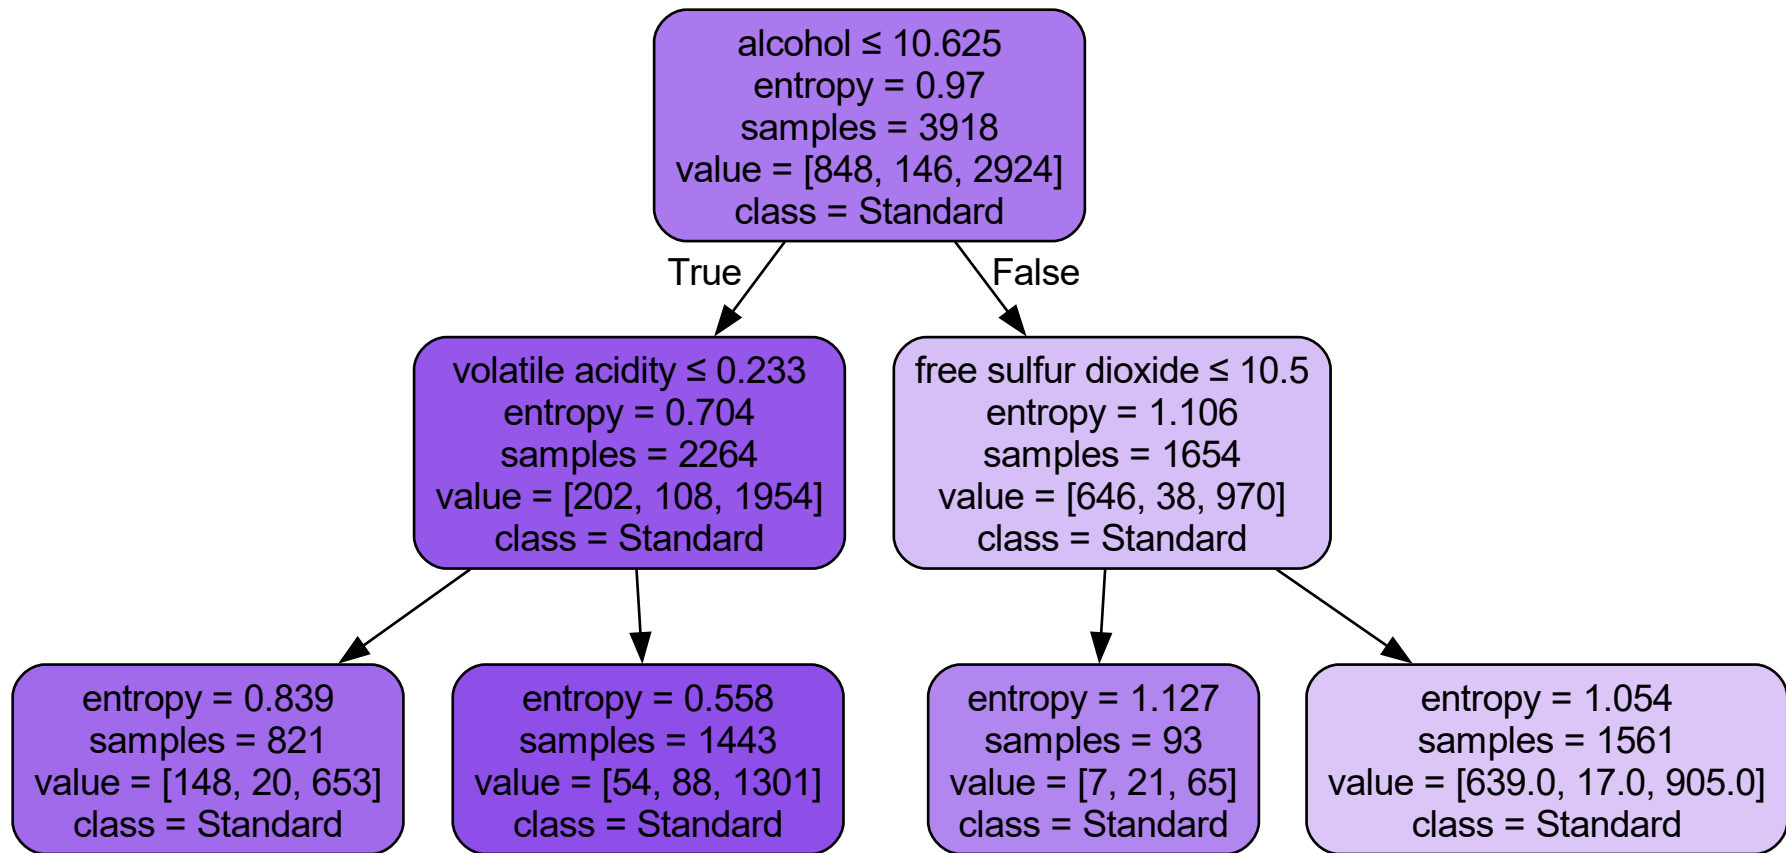 alcohol ≤ 10.625
entropy = 0.97
samples = 3918
value = [848, 146, 2924]
class = Standard
True
False
volatile acidity ≤ 0.233
entropy = 0.704
samples = 2264
value = [202, 108, 1954]
class = Standard
free sulfur dioxide ≤ 10.5
entropy = 1.106
samples = 1654
value = [646, 38, 970]
class = Standard
entropy = 0.839
samples = 821
value = [148, 20, 653]
class = Standard
entropy = 0.558
samples = 1443
value = [54, 88, 1301]
class = Standard
entropy = 1.127
samples = 93
value = [7, 21, 65]
class = Standard
entropy = 1.054
samples = 1561
value = [639.0, 17.0, 905.0]
class = Standard